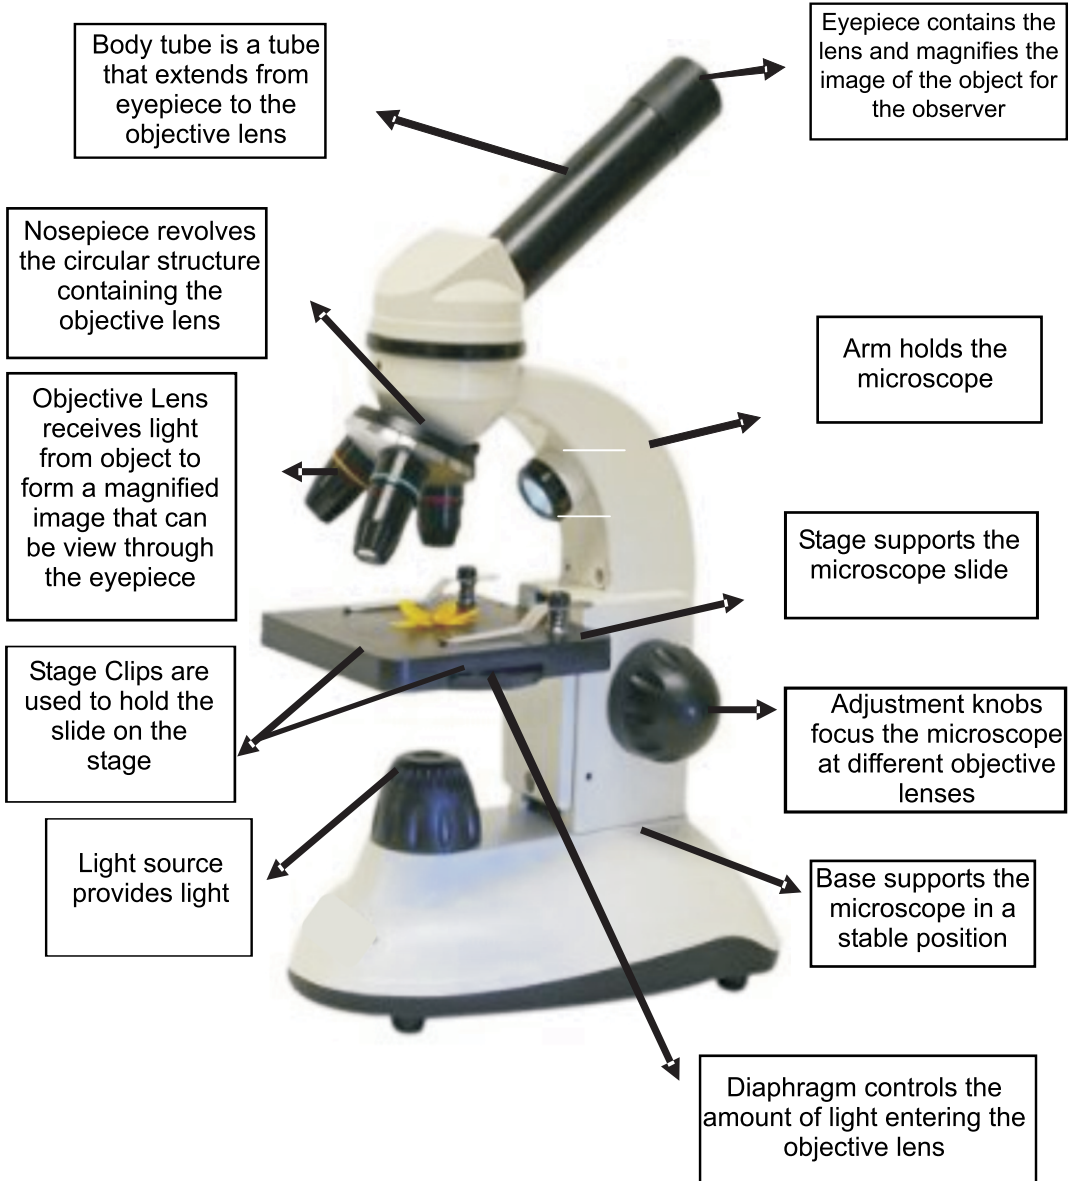 Body tube is a tube
that extends from
eyepiece to the
objective lens
Eyepiece contains the
lens and magnifies the
image of the object for
the observer
Nosepiece revolves
the circular structure
containing the
objective lens
Arm holds the
microscope
Objective Lens
receives light
from object to
form a magnified
image that can
be view through
the eyepiece
Stage supports the
microscope slide
Stage Clips are
used to hold the
slide on the
stage
Adjustment knobs
focus the microscope
at different objective
lenses
Light source
provides light
Base supports the
microscope in a
stable position
Diaphragm controls the
amount of light entering the
objective lens